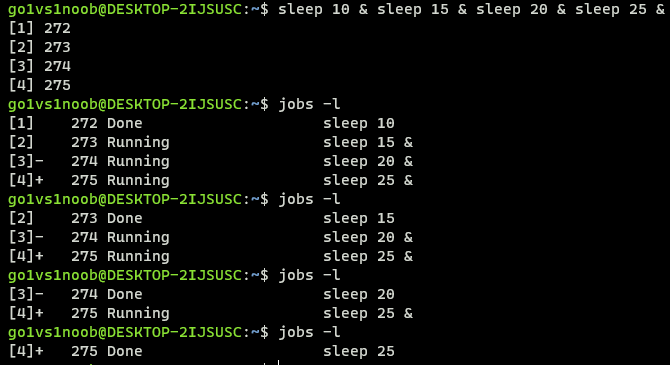 go1vs1noob@DESKTOP-2IJSUSC:~$ sleep 10 & sleep 15 & sleep 20 & sleep 25 &
[1] 272
[2] 273
[3] 274
[4] 275
go1vs1noob@DESKTOP-2IJSUSC:~$ jobs -l
[1]    272 Done                    sleep 10
[2]    273 Running                 sleep 15 &
[3]-   274 Running                 sleep 20 &
[4]+   275 Running                 sleep 25 &
go1vs1noob@DESKTOP-2IJSUSC:~$ jobs -l
[2]    273 Done                    sleep 15
[3]-   274 Running                 sleep 20 &
[4]+   275 Running                 sleep 25 &
go1vs1noob@DESKTOP-2IJSUSC:~$ jobs -l
[3]-   274 Done                    sleep 20
[4]+   275 Running                 sleep 25 &
go1vs1noob@DESKTOP-2IJSUSC:~$ jobs -l
[4]+   275 Done                    sleep 25